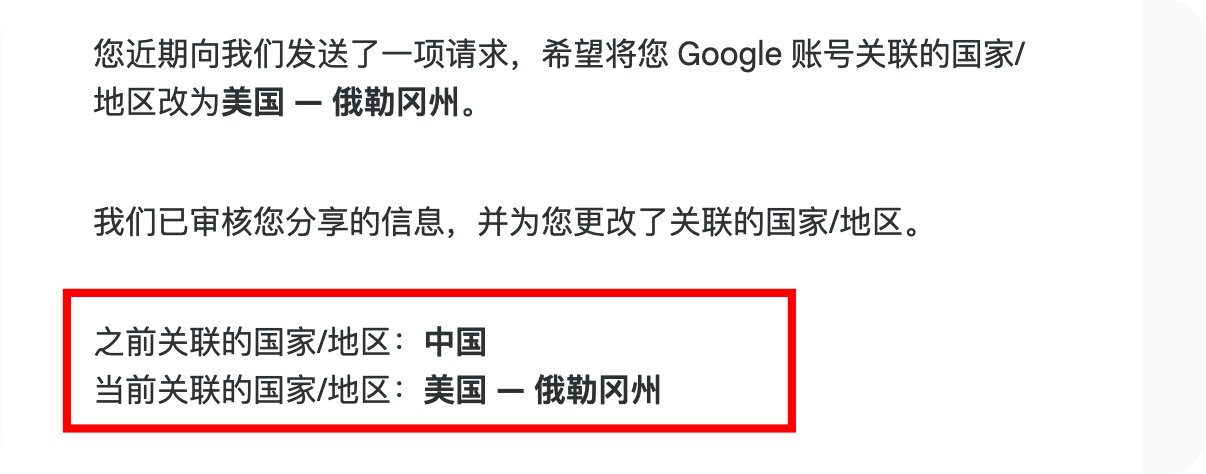 您近期向我们发送了一项请求，希望将您 Google 账号关联的国家/
地区改为美国 — 俄勒冈州。
我们已审核您分享的信息，并为您更改了关联的国家/地区。
之前关联的国家/地区：中国
当前关联的国家/地区：美国 — 俄勒冈州